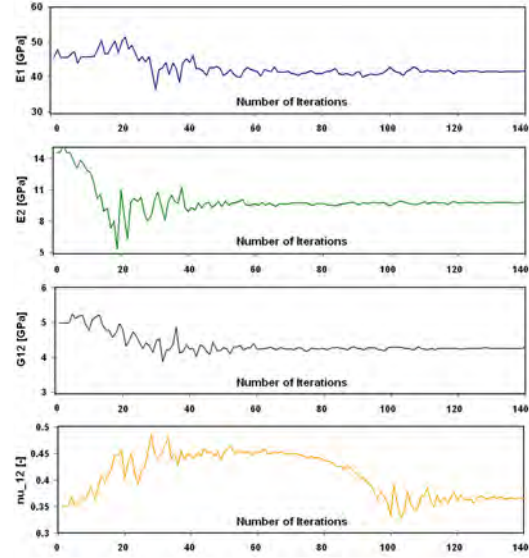 60
50
40
30
E1 [GPa]
Number of Iterations
0 20 40 60 80 100 120 140
14
11
8
5
E2 [GPa]
Number of Iterations
0 20 40 60 80 100 120 140
6
5
4
3
G12 [GPa]
Number of Iterations
0 20 40 60 80 100 120 140
0.5
0.45
0.4
0.35
0.3
nu_12 [-]
Number of Iterations
0 20 40 60 80 100 120 140